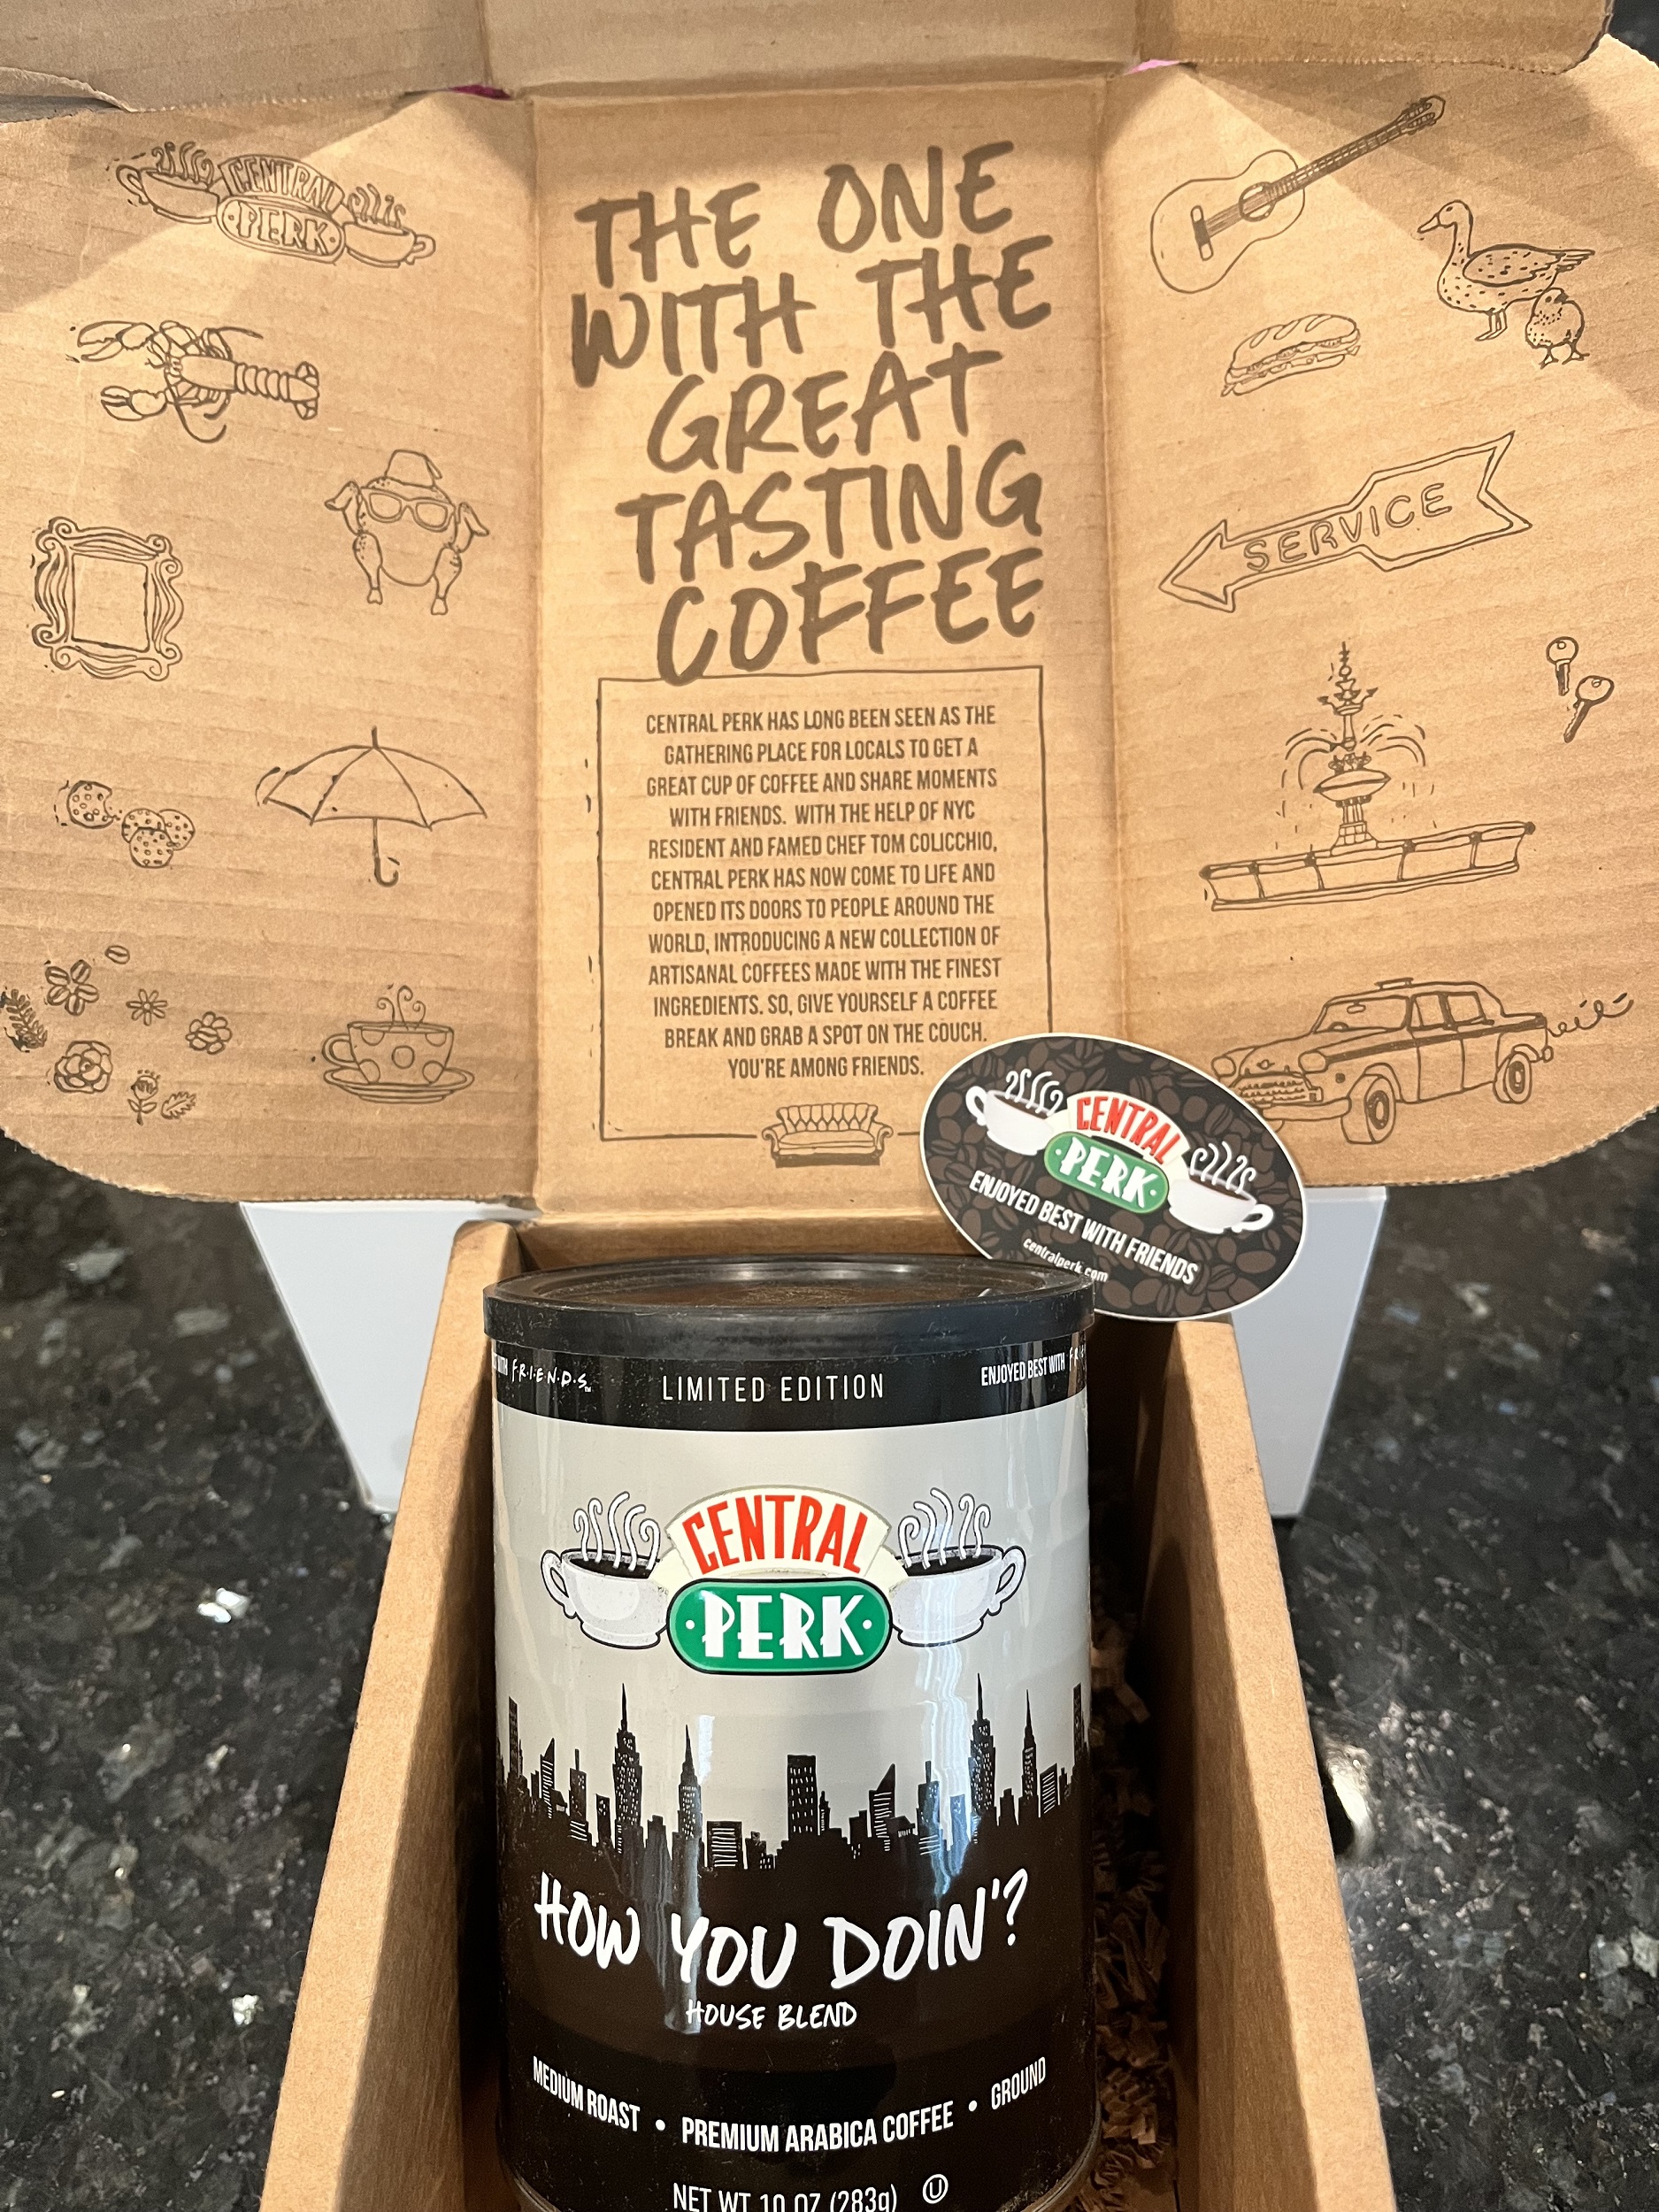 CENTRAL
PERK
THE ONE
WITH THE
GREAT
TASTING
COFFEE
SERVICE
CENTRAL PERK HAS LONG BEEN SEEN AS THE
GATHERING PLACE FOR LOCALS TO GET A
GREAT CUP OF COFFEE AND SHARE MOMENTS
WITH FRIENDS. WITH THE HELP OF NYC
RESIDENT AND FAMED CHEF TOM COLICCHIO,
CENTRAL PERK HAS NOW COME TO LIFE AND
OPENED ITS DOORS TO PEOPLE AROUND THE
WORLD, INTRODUCING A NEW COLLECTION OF
ARTISANAL COFFEES MADE WITH THE FINEST
INGREDIENTS. SO, GIVE YOURSELF A COFFEE
BREAK AND GRAB A SPOT ON THE COUCH.
YOU'RE AMONG FRIENDS.
CENTRAL
·PERK·
ENJOYED BEST WITH FRIENDS
centralperk.com
WITH F·R·I·E·N·D·S™
LIMITED EDITION
ENJOYED BEST WITH
CENTRAL
·PERK·
HOW YOU DOIN'?
HOUSE BLEND
MEDIUM ROAST • PREMIUM ARABICA COFFEE • GROUND
NET WT 10 OZ (283g) U